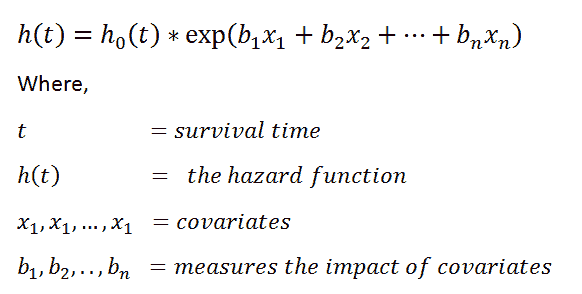 h(t) = h₀(t) ∗ exp(b₁x₁ + b₂x₂ + ⋯ + bₙxₙ)
Where,
t = survival time
h(t) = the hazard function
x₁, x₁, …, x₁ = covariates
b₁, b₂, . . , bₙ = measures the impact of covariates